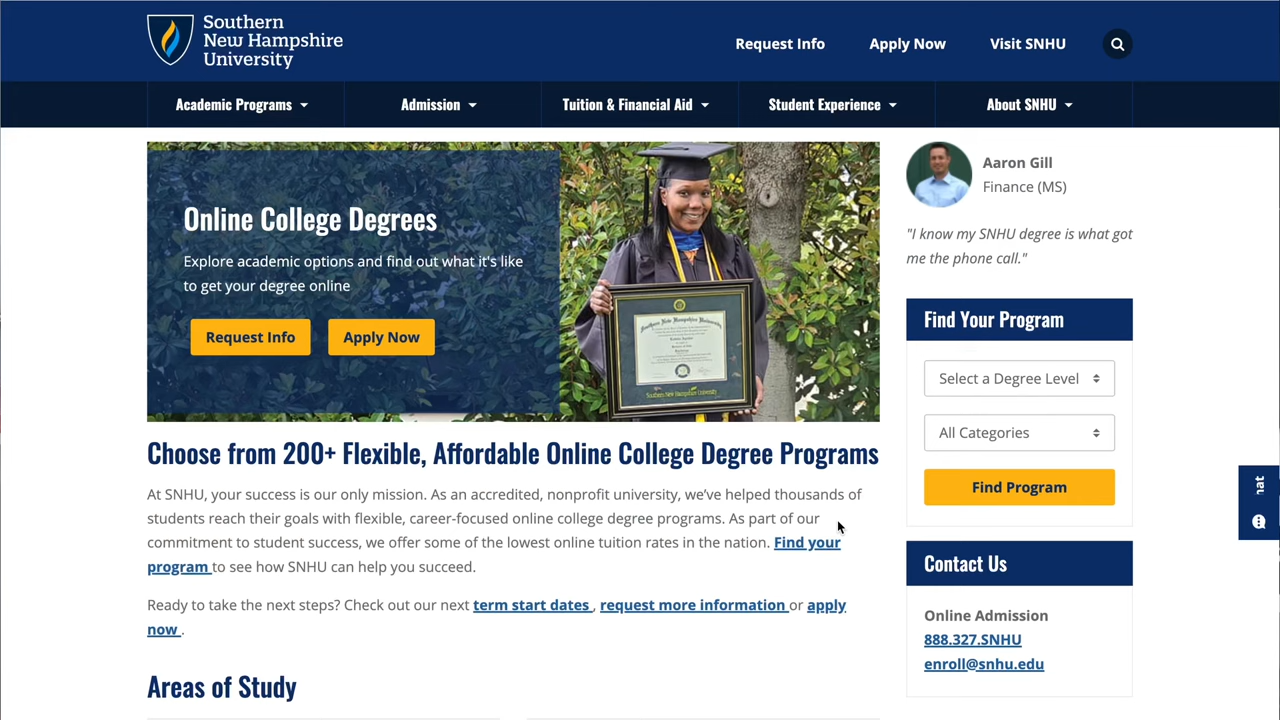 Southern
New Hampshire
University
Request Info
Apply Now
Visit SNHU
Academic Programs
Admission
Tuition & Financial Aid
Student Experience
About SNHU
Online College Degrees
Explore academic options and find out what it's like
to get your degree online
Request Info
Apply Now
Southern New Hampshire University
Southern New Hampshire University
Aaron Gill
Finance (MS)
"I know my SNHU degree is what got
me the phone call."
Find Your Program
Select a Degree Level
All Categories
Find Program
Choose from 200+ Flexible, Affordable Online College Degree Programs
At SNHU, your success is our only mission. As an accredited, nonprofit university, we’ve helped thousands of
students reach their goals with flexible, career-focused online college degree programs. As part of our
commitment to student success, we offer some of the lowest online tuition rates in the nation. Find your
program to see how SNHU can help you succeed.
Ready to take the next steps? Check out our next term start dates , request more information or apply
now .
Contact Us
Online Admission
888.327.SNHU
enroll@snhu.edu
Areas of Study